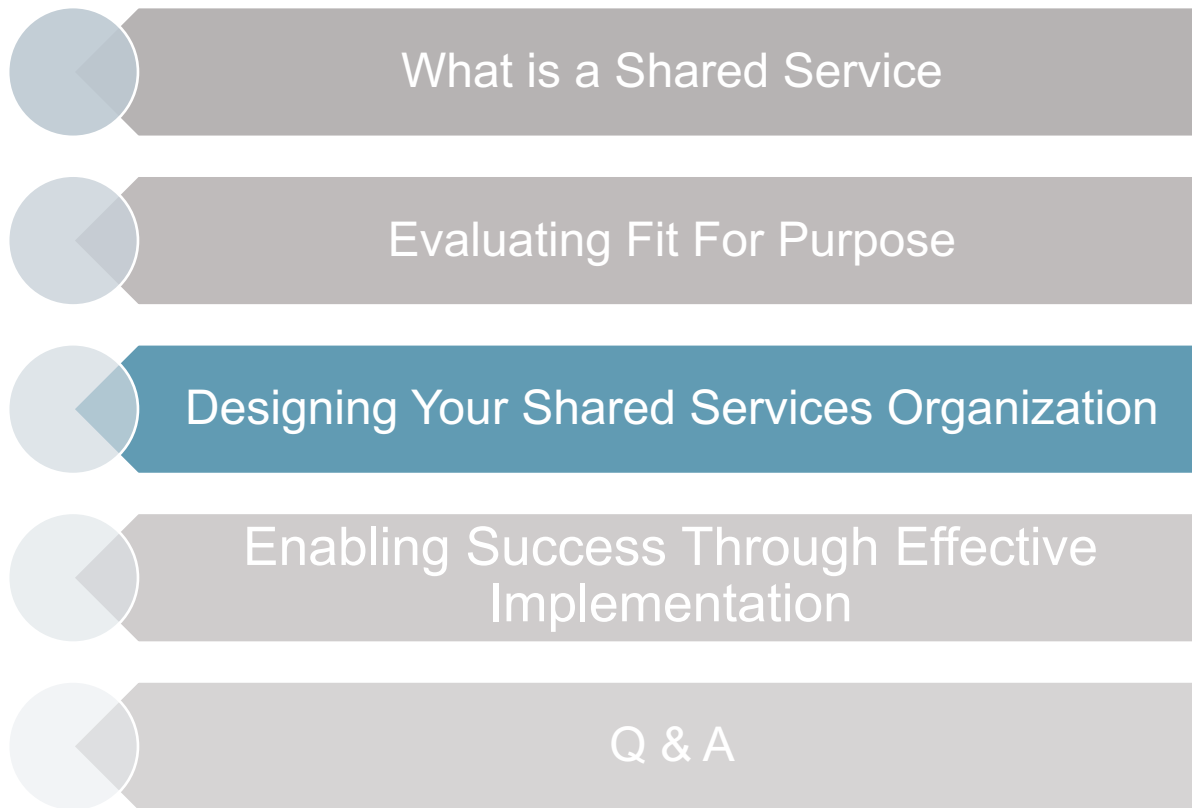 What is a Shared Service
Evaluating Fit For Purpose
Designing Your Shared Services Organization
Enabling Success Through Effective
Implementation
Q & A